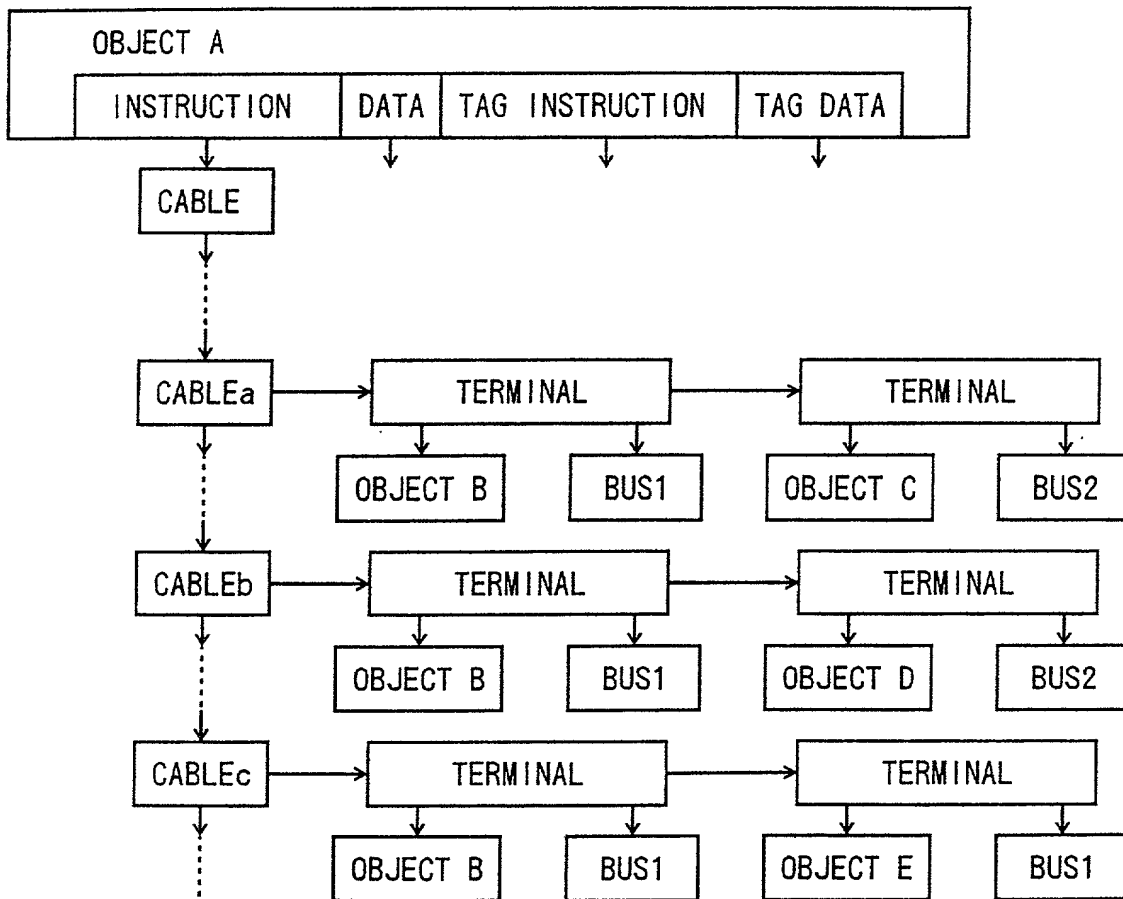 OBJECT A
INSTRUCTION DATA TAG INSTRUCTION TAG DATA
CABLE
CABLEa TERMINAL TERMINAL
OBJECT B BUS1 OBJECT C BUS2
CABLEb TERMINAL TERMINAL
OBJECT B BUS1 OBJECT D BUS2
CABLEc TERMINAL TERMINAL
OBJECT B BUS1 OBJECT E BUS1